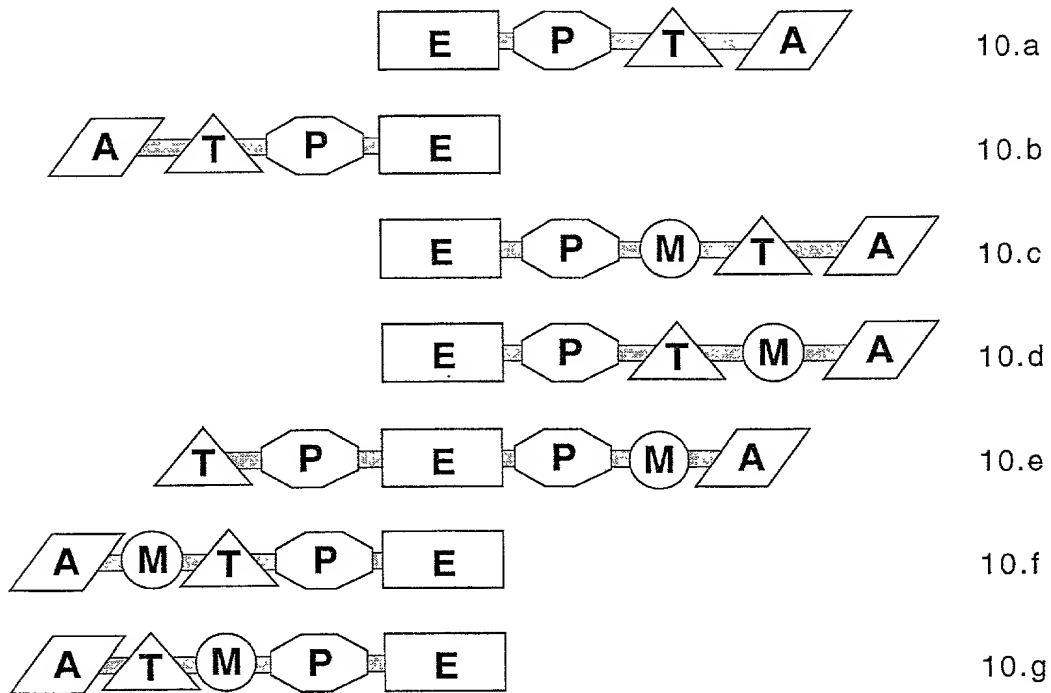 E P T A 10.a
A T P E 10.b
E P M T A 10.c
E P T M A 10.d
T P E P M A 10.e
A M T P E 10.f
A T M P E 10.g